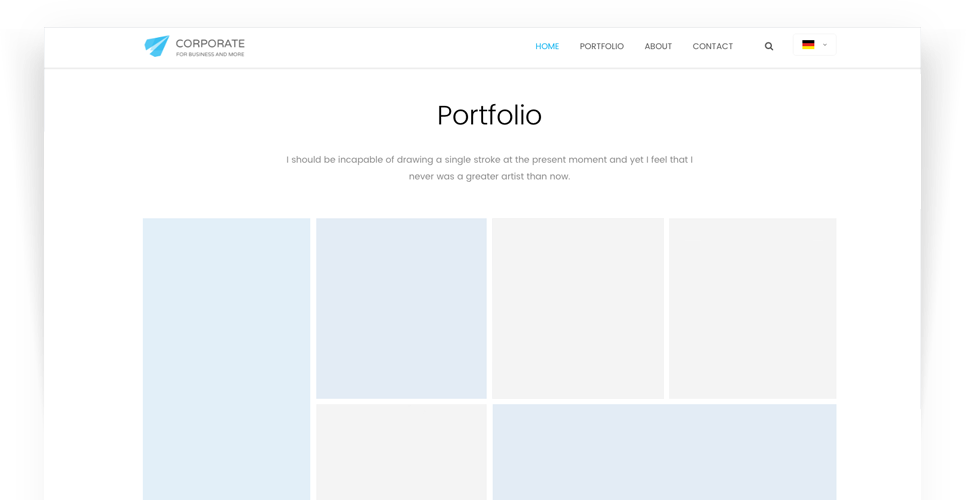 CORPORATE
FOR BUSINESS AND MORE
HOME PORTFOLIO ABOUT CONTACT
Portfolio
I should be incapable of drawing a single stroke at the present moment and yet I feel that I
never was a greater artist than now.